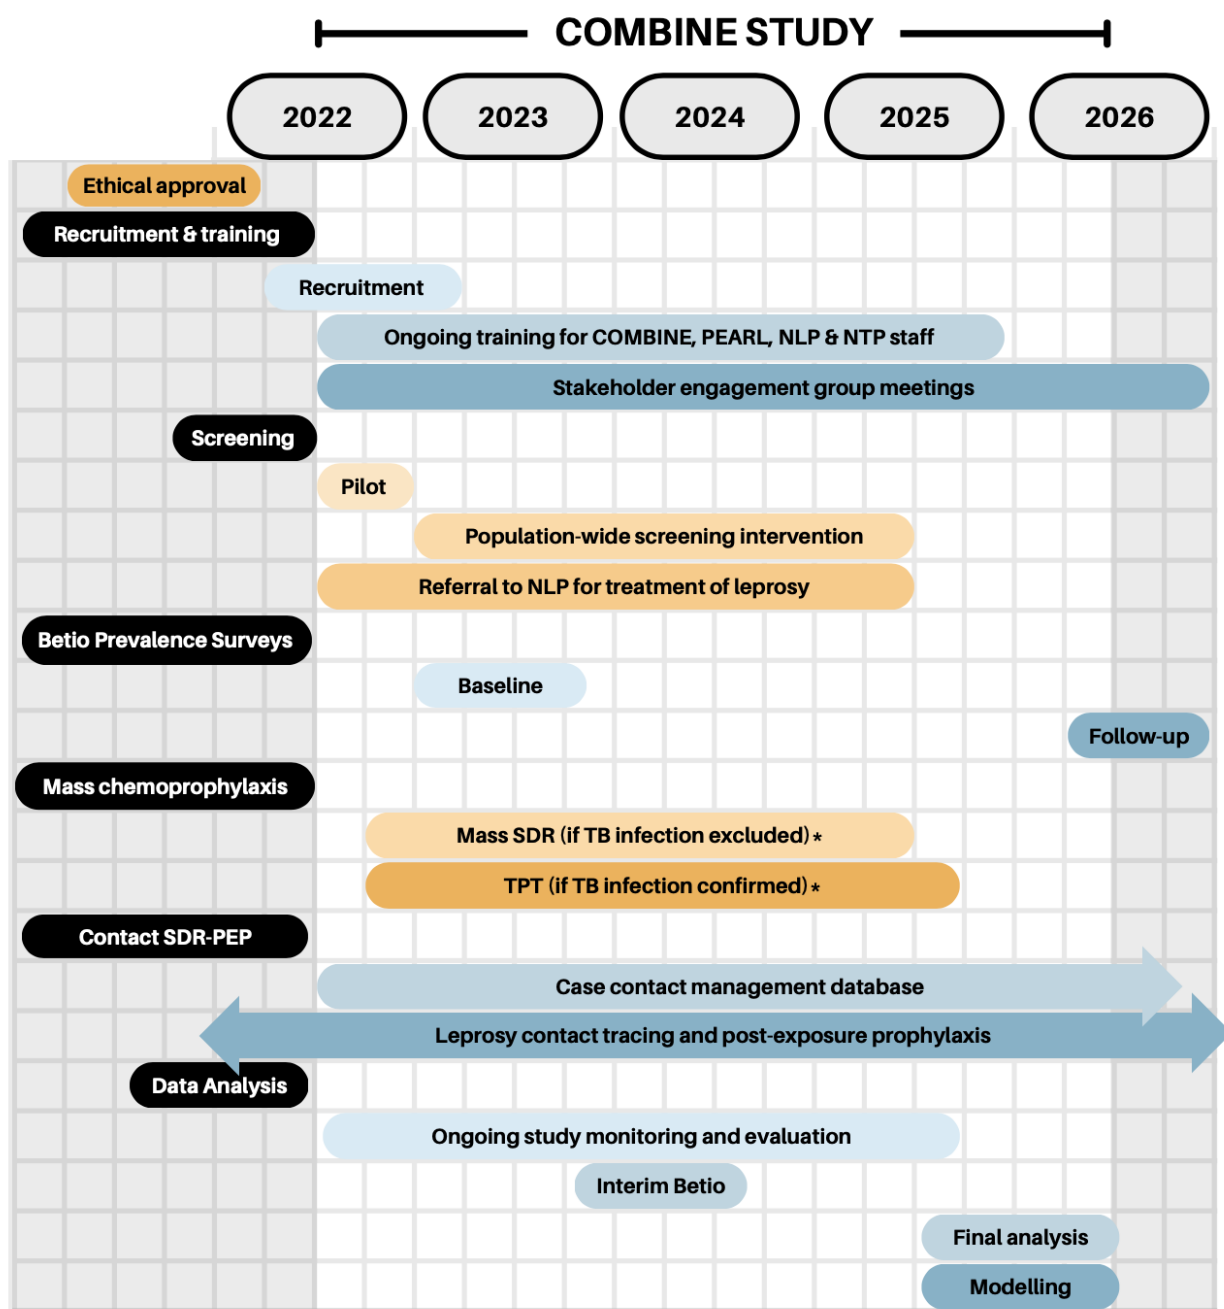 COMBINE STUDY
2022 2023 2024 2025 2026
Ethical approval
Recruitment & training
Recruitment
Ongoing training for COMBINE, PEARL, NLP & NTP staff
Stakeholder engagement group meetings
Screening
Pilot
Population-wide screening intervention
Referral to NLP for treatment of leprosy
Betio Prevalence Surveys
Baseline
Follow-up
Mass chemoprophylaxis
Mass SDR (if TB infection excluded)*
TPT (if TB infection confirmed)*
Contact SDR-PEP
Case contact management database
Leprosy contact tracing and post-exposure prophylaxis
Data Analysis
Ongoing study monitoring and evaluation
Interim Betio
Final analysis
Modelling